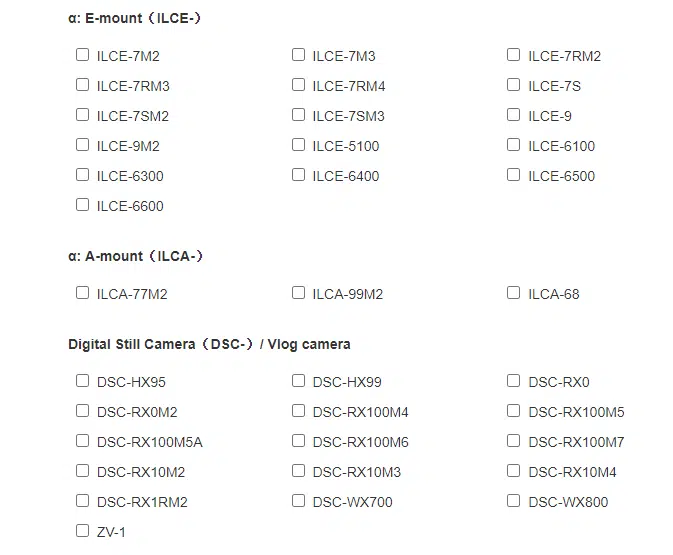 α: E-mount（ILCE-）
ILCE-7M2 ILCE-7M3 ILCE-7RM2
ILCE-7RM3 ILCE-7RM4 ILCE-7S
ILCE-7SM2 ILCE-7SM3 ILCE-9
ILCE-9M2 ILCE-5100 ILCE-6100
ILCE-6300 ILCE-6400 ILCE-6500
ILCE-6600
α: A-mount（ILCA-）
ILCA-77M2 ILCA-99M2 ILCA-68
Digital Still Camera（DSC-）/ Vlog camera
DSC-HX95 DSC-HX99 DSC-RX0
DSC-RX0M2 DSC-RX100M4 DSC-RX100M5
DSC-RX100M5A DSC-RX100M6 DSC-RX100M7
DSC-RX10M2 DSC-RX10M3 DSC-RX10M4
DSC-RX1RM2 DSC-WX700 DSC-WX800
ZV-1